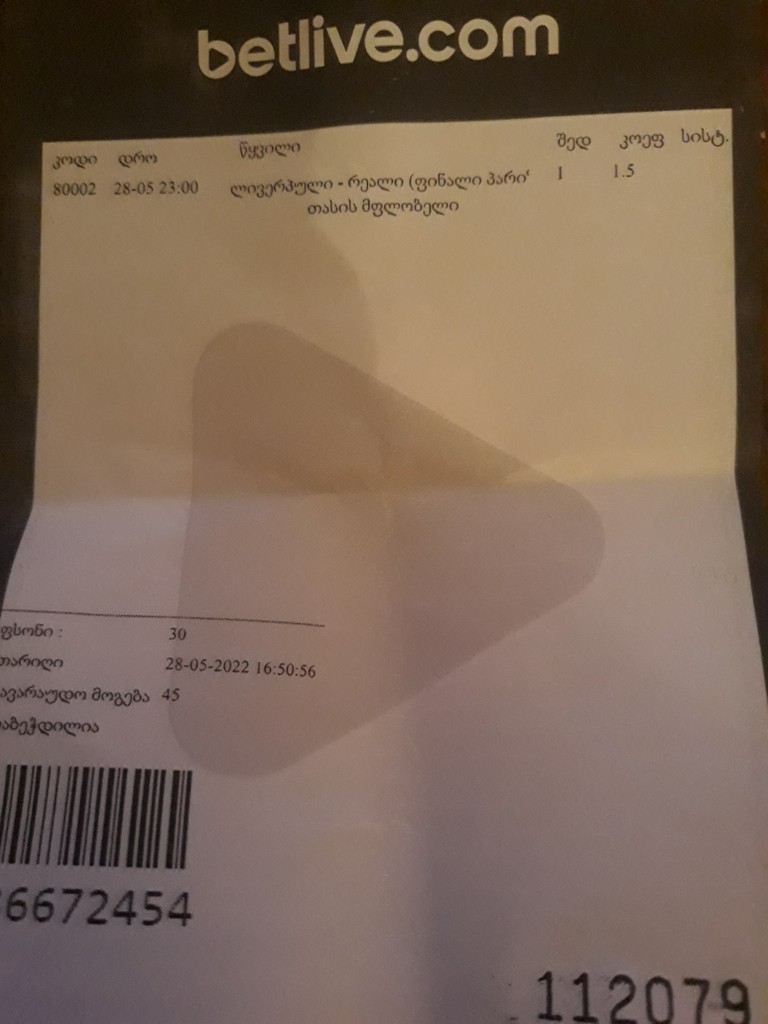 betlive.com
კოდი დრო წყვილი შედ კოეფ სისტ.
80002 28-05 23:00 ლივერპული - რეალი (ფინალი პარი' 1 1.5
თასის მფლობელი
ფსონი : 30
თარიღი 28-05-2022 16:50:56
ავარაუდო მოგება 45
აბეჭდილია
6672454
112079